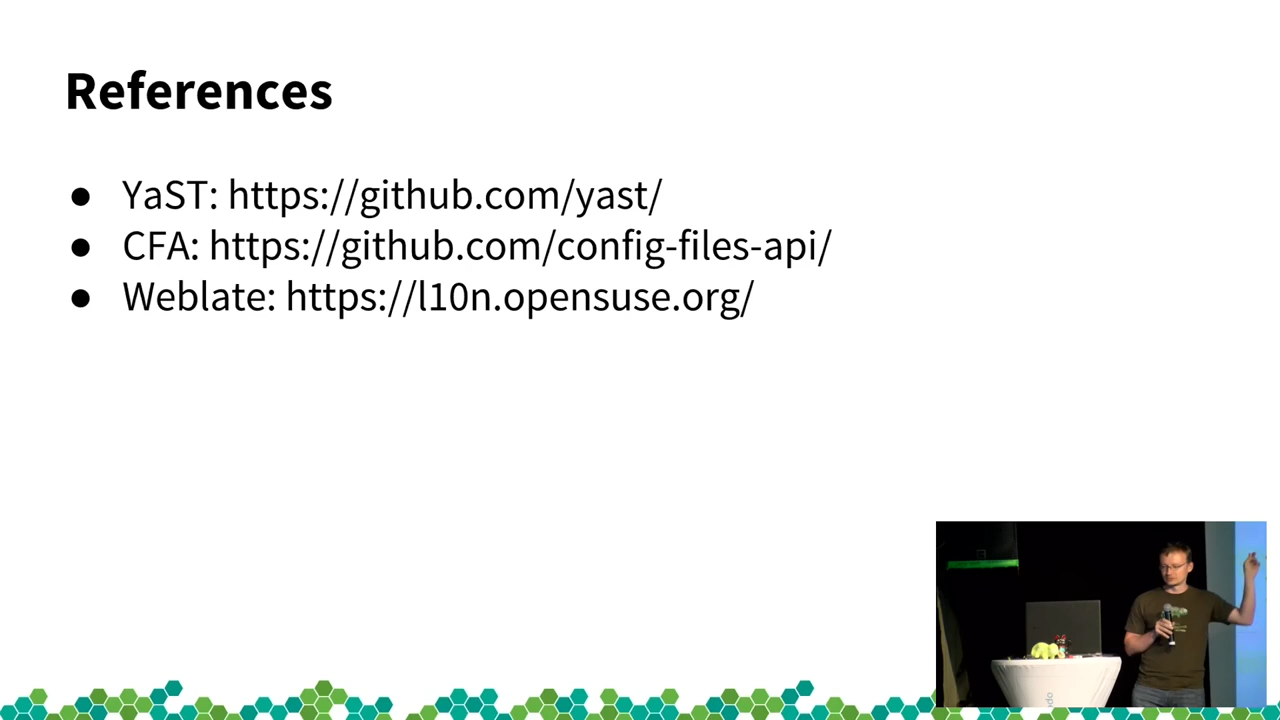 References
● YaST: https://github.com/yast/
● CFA: https://github.com/config-files-api/
● Weblate: https://l10n.opensuse.org/